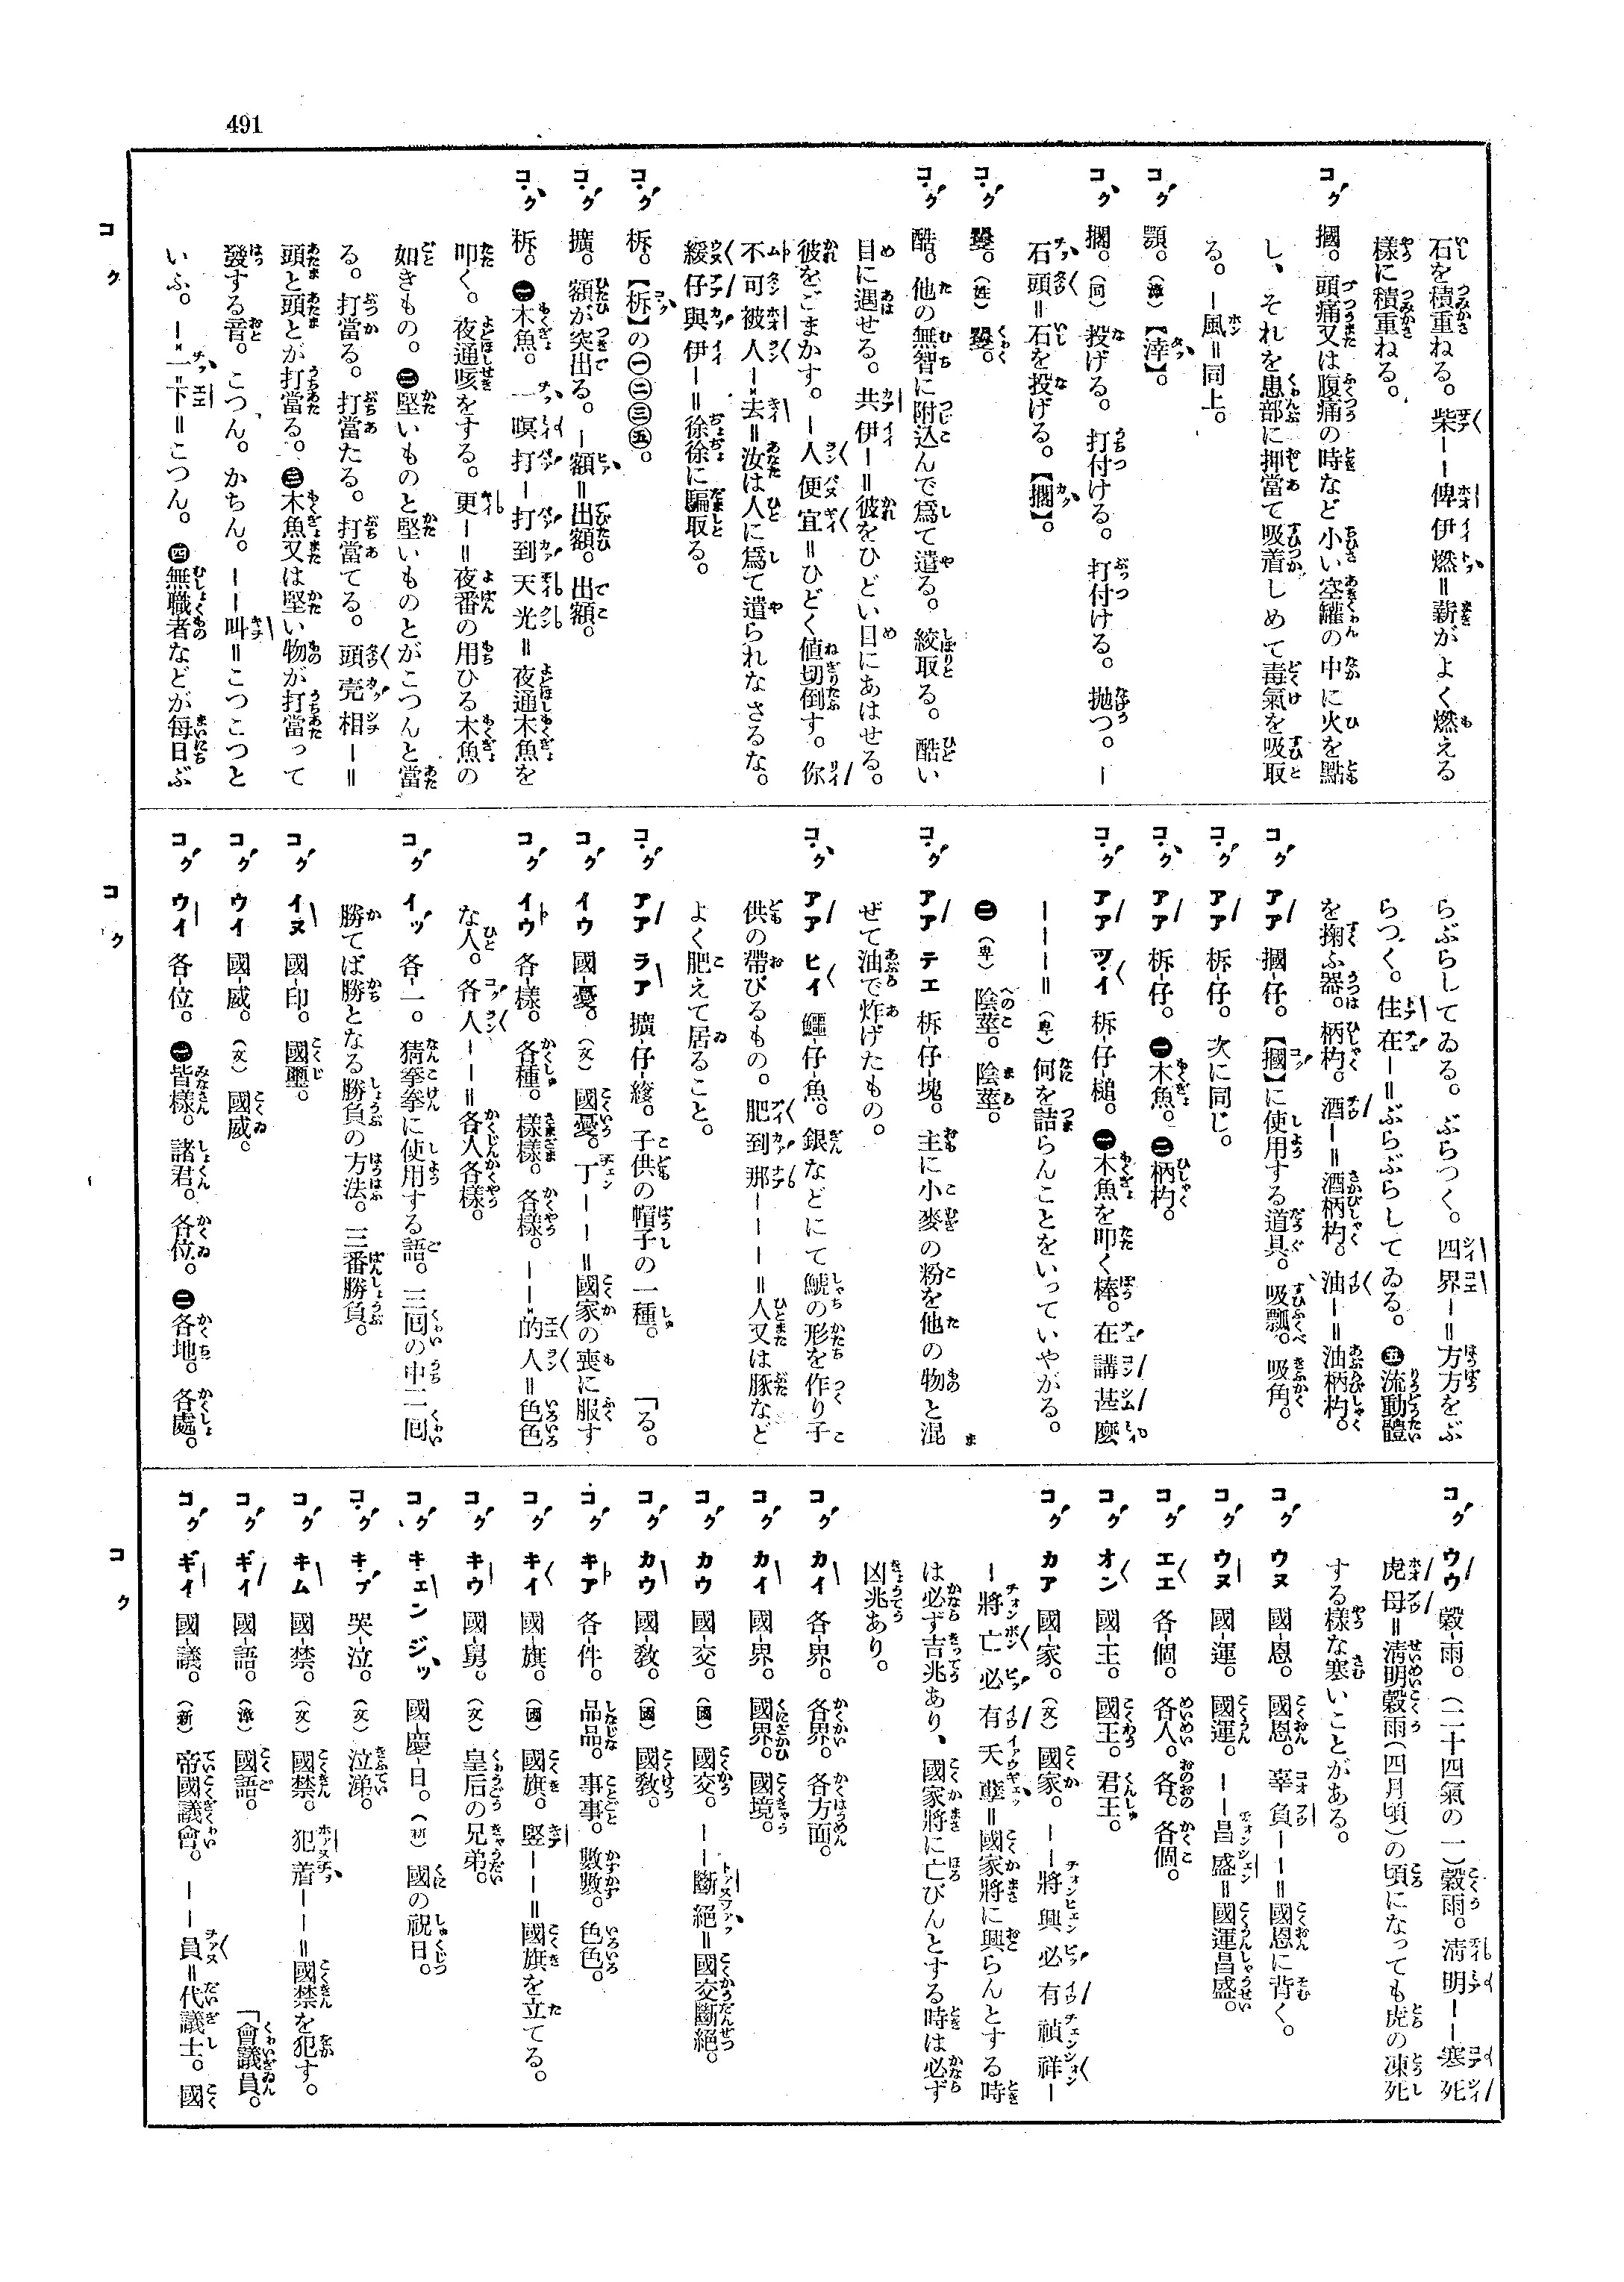 491
石を積重ねる。柴ーー俾伊燃＝薪がよく燃える
樣に積重ねる。
コク 摑。頭痛又は腹痛の時など小い空罐の中に火を點
し、それを患部に押當て吸着しめて毒氣を吸取
る。ー風＝同上。
コク 顎。（漳）【涬】。
コク 擱。（同）投げる。打付ける。打付ける。抛つ。ー
石頭＝石を投げる。【擱】。
コク （姓）
コク 酷。他の無智に附込んで爲て遣る。絞取る。酷い
目に遇せる。共伊ー＝彼をひどい目にあはせる。
彼をごまかす。ー人便宜＝ひどく値切倒す。你
不可被人ー去＝汝は人に爲て遣られなさるな。
緩仔與伊ー＝徐徐に騙取る。
コク 柝。【柝】の㊀㊁㊂㊄。
コク 擴。額が突出る。ー額＝出額。出額。
コク 柝。㊀木魚。一暝打ー打到天光＝夜通木魚を
叩く。夜通咳をする。更ー＝夜番の用ひる木魚の
如きもの。㊁堅いものと堅いものとがこつんと當
る。打當る。打當たる。打當てる。頭壳相ー＝
頭と頭とが打當る。㊂木魚又は堅い物が打當って
發する音。こつん。かちん。ーー叫＝こつこつと
いふ。ー一下＝こつん。㊃無職者などが每日ぶ
らぶらしてゐる。ぶらつく。四界ー＝方方をぶ
らつく。佳在ー＝ぶらぶらしてゐる。㊄流動體
を掬ふ器。柄杓。酒ー＝酒柄杓。油ー＝油柄杓。
コク アア 摑-仔。【摑】に使用する道具。吸瓢。吸角。
コク アア 柝-仔。次に同じ。
コク アア 柝-仔。㊀木魚。㊁柄杓。
コク アア ツイ 柝-仔-槌。㊀木魚を叩く棒。在講甚麼
ーーー＝（卑）何を詰らんことをいっていやがる。
㊁（卑）陰莖。陰莖。
コク アア テエ 柝-仔-塊。主に小麥の粉を他の物と混
ぜて油で炸げたもの。
コク アア ヒイ 鱷-仔-魚。銀などにて鯱の形を作り子
供の帶びるもの。肥到那ーーー＝人又は豚など
よく肥えて居ること。
コク アア ラア 擴-仔-綾。子供の帽子の一種。 「る。
コク イウ 國-憂。（文）國憂。丁ーー＝國家の喪に服す
コク イウ 各-樣。各種。樣樣。各樣。ーー的人＝色色
な人。各人ーー＝各人各樣。
コク イッ 各-一。猜拳拳に使用する語。三囘の中二囘
勝てば勝となる勝負の方法。三番勝負。
コク イヌ 國-印。國璽。
コク ウイ 國-威。（文）國威。
コク ウイ 各-位。㊀皆樣。諸君。各位。㊁各地。各處。
コク ウウ 穀-雨。（二十四氣の一）穀雨。淸明ーー寒死
虎母＝淸明穀雨（四月頃）の頃になっても虎の凍死
する樣な寒いことがある。
コク ウヌ 國-恩。國恩。辜負ーー＝國恩に背く。
コク ウヌ 國-運。國運。ーー昌盛＝國運昌盛。
コク エエ 各-個。各人。各。各個。
コク オン 國-王。國王。君王。
コク カア 國-家。（文）國家。ーー將興必有禎祥ー
ー將亡必有天孽＝國家將に興らんとする時
は必ず吉兆あり、國家將に亡びんとする時は必ず
凶兆あり。
コク カイ 各-界。各界。各方面。
コク カイ 國-界。國界。國境。
コク カウ 國-交。（國）國交。ーー斷絕＝國交斷絕。
コク カウ 國-敎。（國）國敎。
コク キア 各-件。品品。事事。數數。色色。
コク キイ 國-旗。（國）國旗。竪ーー＝國旗を立てる。
コク キウ 國-舅。（文）皇后の兄弟。
コク キェン ジッ 國-慶-日。（新）國の祝日。
コク キプ 哭-泣。（文）泣涕。
コク キム 國-禁。（文）國禁。犯着ーー＝國禁を犯す。
コク ギイ 國-語。（漳）國語。 「會議員。
コク ギイ 國-議。（新）帝國議會。ーー員＝代議士。國
コク
コク
コク